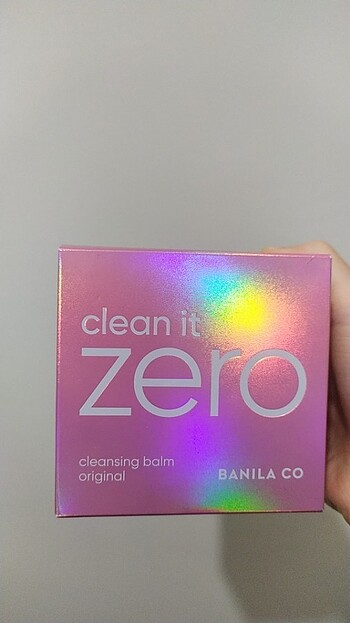 clean it
zero
cleansing balm
original
BANILA CO